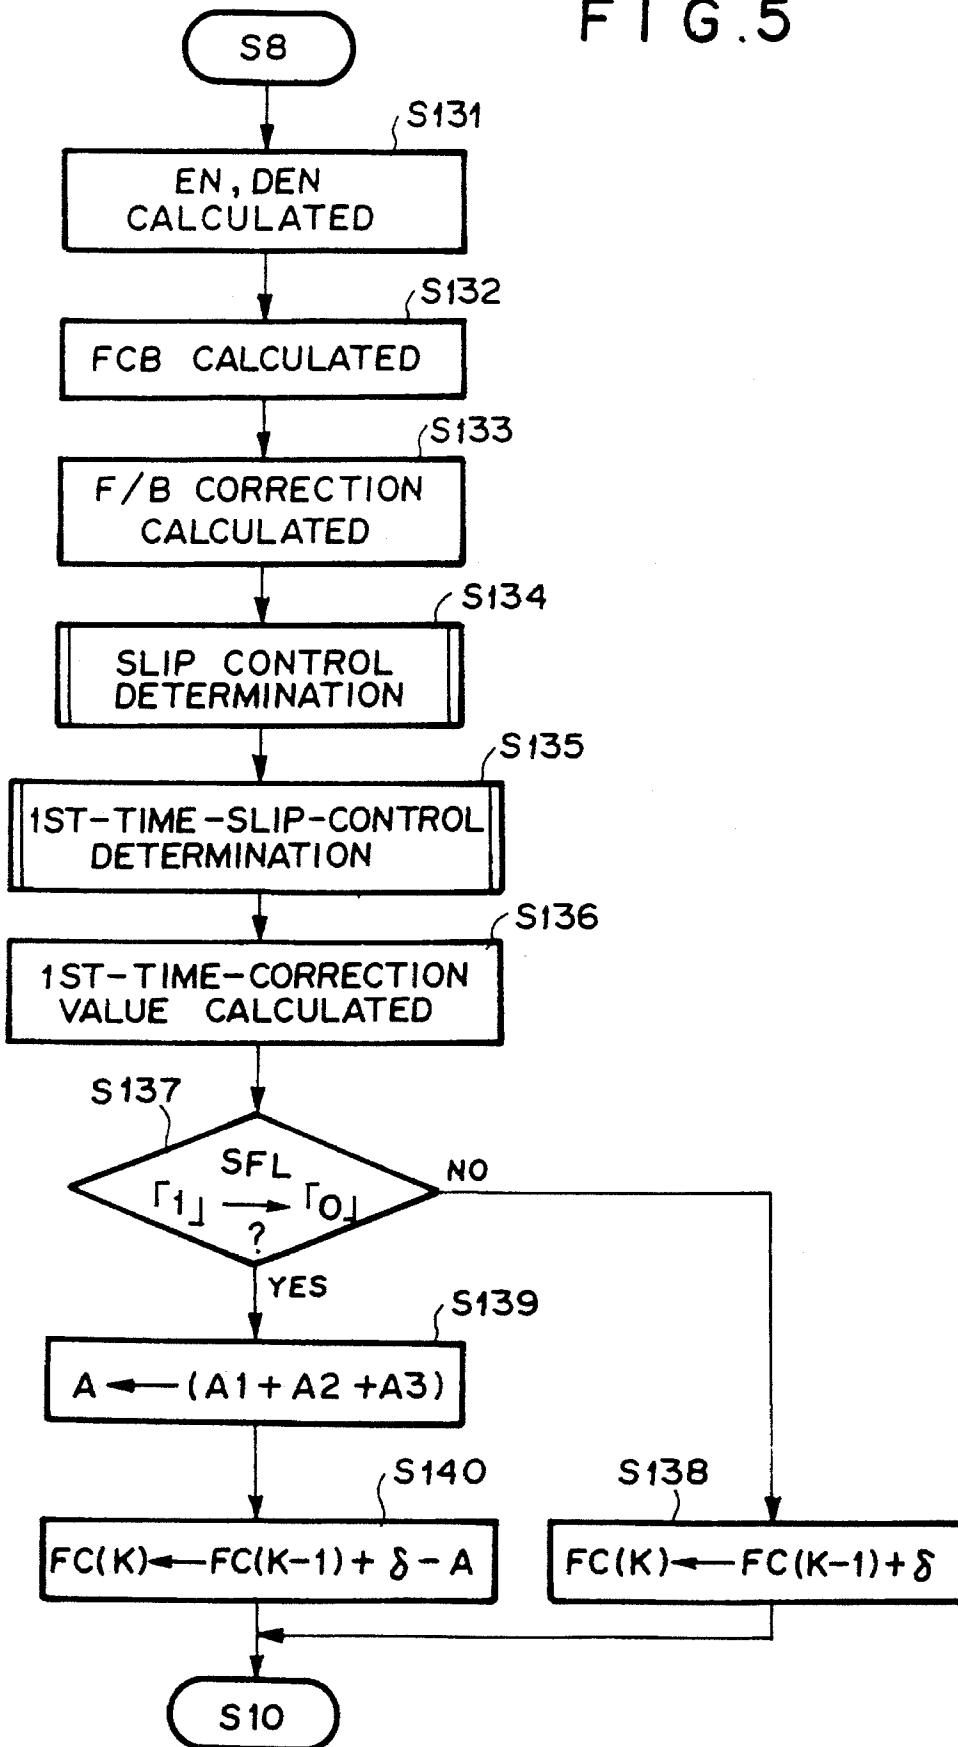 FIG.5
S8
S131
EN, DEN
CALCULATED
S132
FCB CALCULATED
S133
F/B CORRECTION
CALCULATED
S134
SLIP CONTROL
DETERMINATION
S135
1ST-TIME-SLIP-CONTROL
DETERMINATION
S136
1ST-TIME-CORRECTION
VALUE CALCULATED
S137
SFL
「1」 → 「0」
?
NO
YES
S139
A ← (A1 + A2 + A3)
S140
FC(K) ← FC(K-1) + δ - A
S138
FC(K) ← FC(K-1) + δ
S10